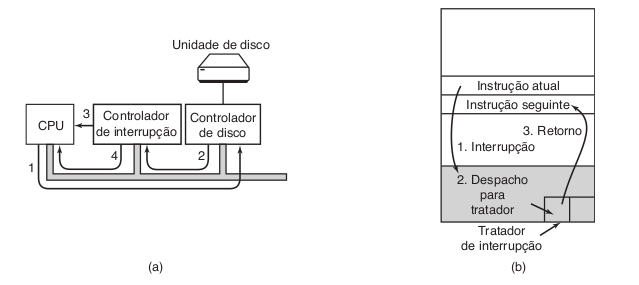 Unidade de disco
CPU
3
Controlador
de interrupção
Controlador
de disco
1
4
2
(a)
Instrução atual
Instrução seguinte
3. Retorno
1. Interrupção
2. Despacho
para
tratador
Tratador
de interrupção
(b)